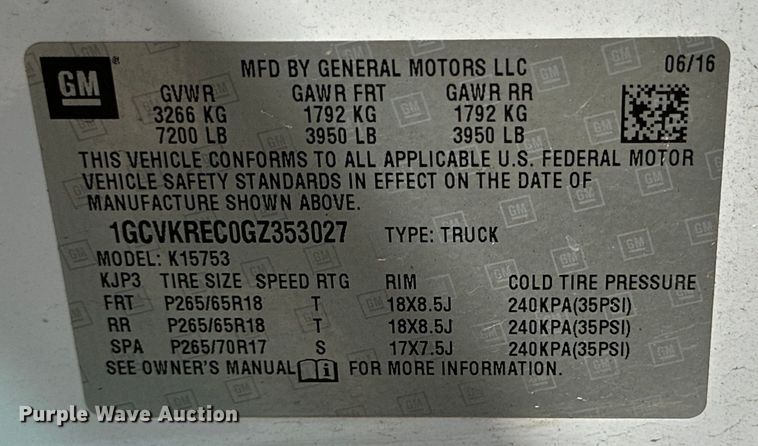 GM
MFD BY GENERAL MOTORS LLC 06/16
GVWR GAWR FRT GAWR RR
3266 KG 1792 KG 1792 KG
7200 LB 3950 LB 3950 LB
THIS VEHICLE CONFORMS TO ALL APPLICABLE U.S. FEDERAL MOTOR
VEHICLE SAFETY STANDARDS IN EFFECT ON THE DATE OF
MANUFACTURE SHOWN ABOVE.
1GCVKREC0GZ353027 TYPE: TRUCK
MODEL: K15753
KJP3 TIRE SIZE SPEED RTG RIM COLD TIRE PRESSURE
FRT P265/65R18 T 18X8.5J 240KPA(35PSI)
RR P265/65R18 T 18X8.5J 240KPA(35PSI)
SPA P265/70R17 S 17X7.5J 240KPA(35PSI)
SEE OWNER'S MANUAL FOR MORE INFORMATION.
Purple Wave Auction